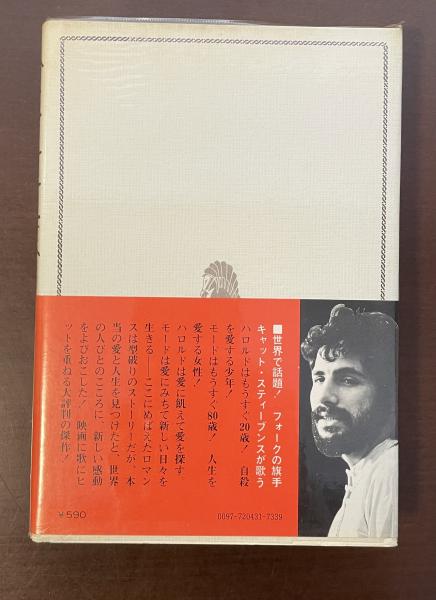 ■世界で話題! フォークの旗手
キャット・スティーブンスが歌う
ハロルドはもうすぐ20歳! 自殺
を愛する少年!
モードはもうすぐ80歳! 人生を
愛する女性!
ハロルドは愛に飢えて愛を探す。
モードは愛にみちて新しい日々を
生きる──ここにめばえたロマン
スは型破りのストーリーだが、本
当の愛と人生を見つけたと、世界
の人びとのこころに、新しい感動
をよびおこした! 映画に歌にヒ
ットを重ねる大評判の傑作!
¥590
0097-720431-7339